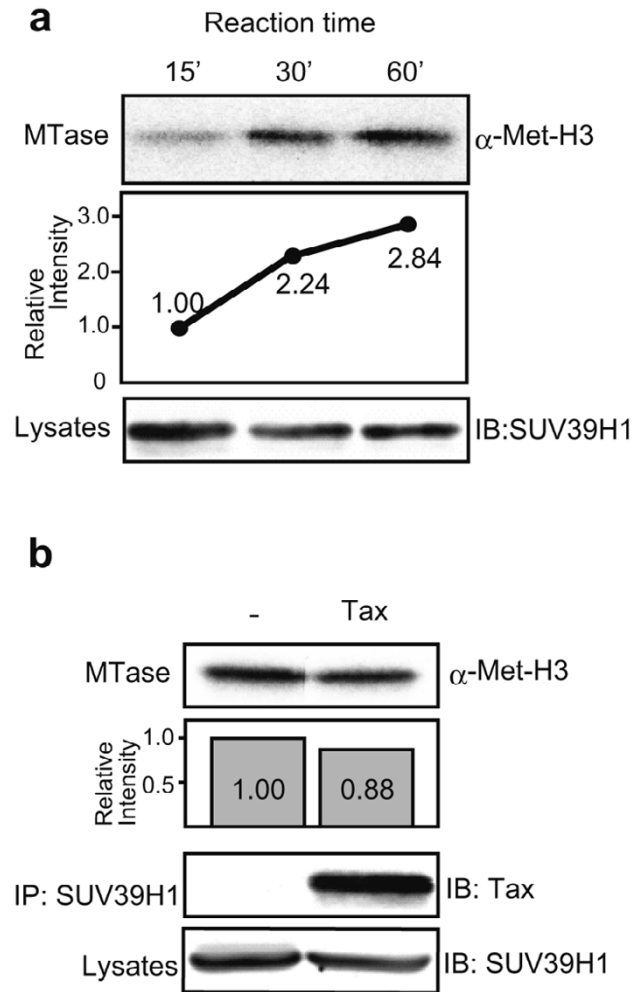 a
Reaction time
15' 30' 60'
MTase α-Met-H3
Relative
Intensity
3.0
2.0
1.0
0
1.00
2.24
2.84
Lysates IB:SUV39H1
b
- Tax
MTase α-Met-H3
Relative
Intensity
1.0
0.5
1.00 0.88
IP: SUV39H1 IB: Tax
Lysates IB: SUV39H1